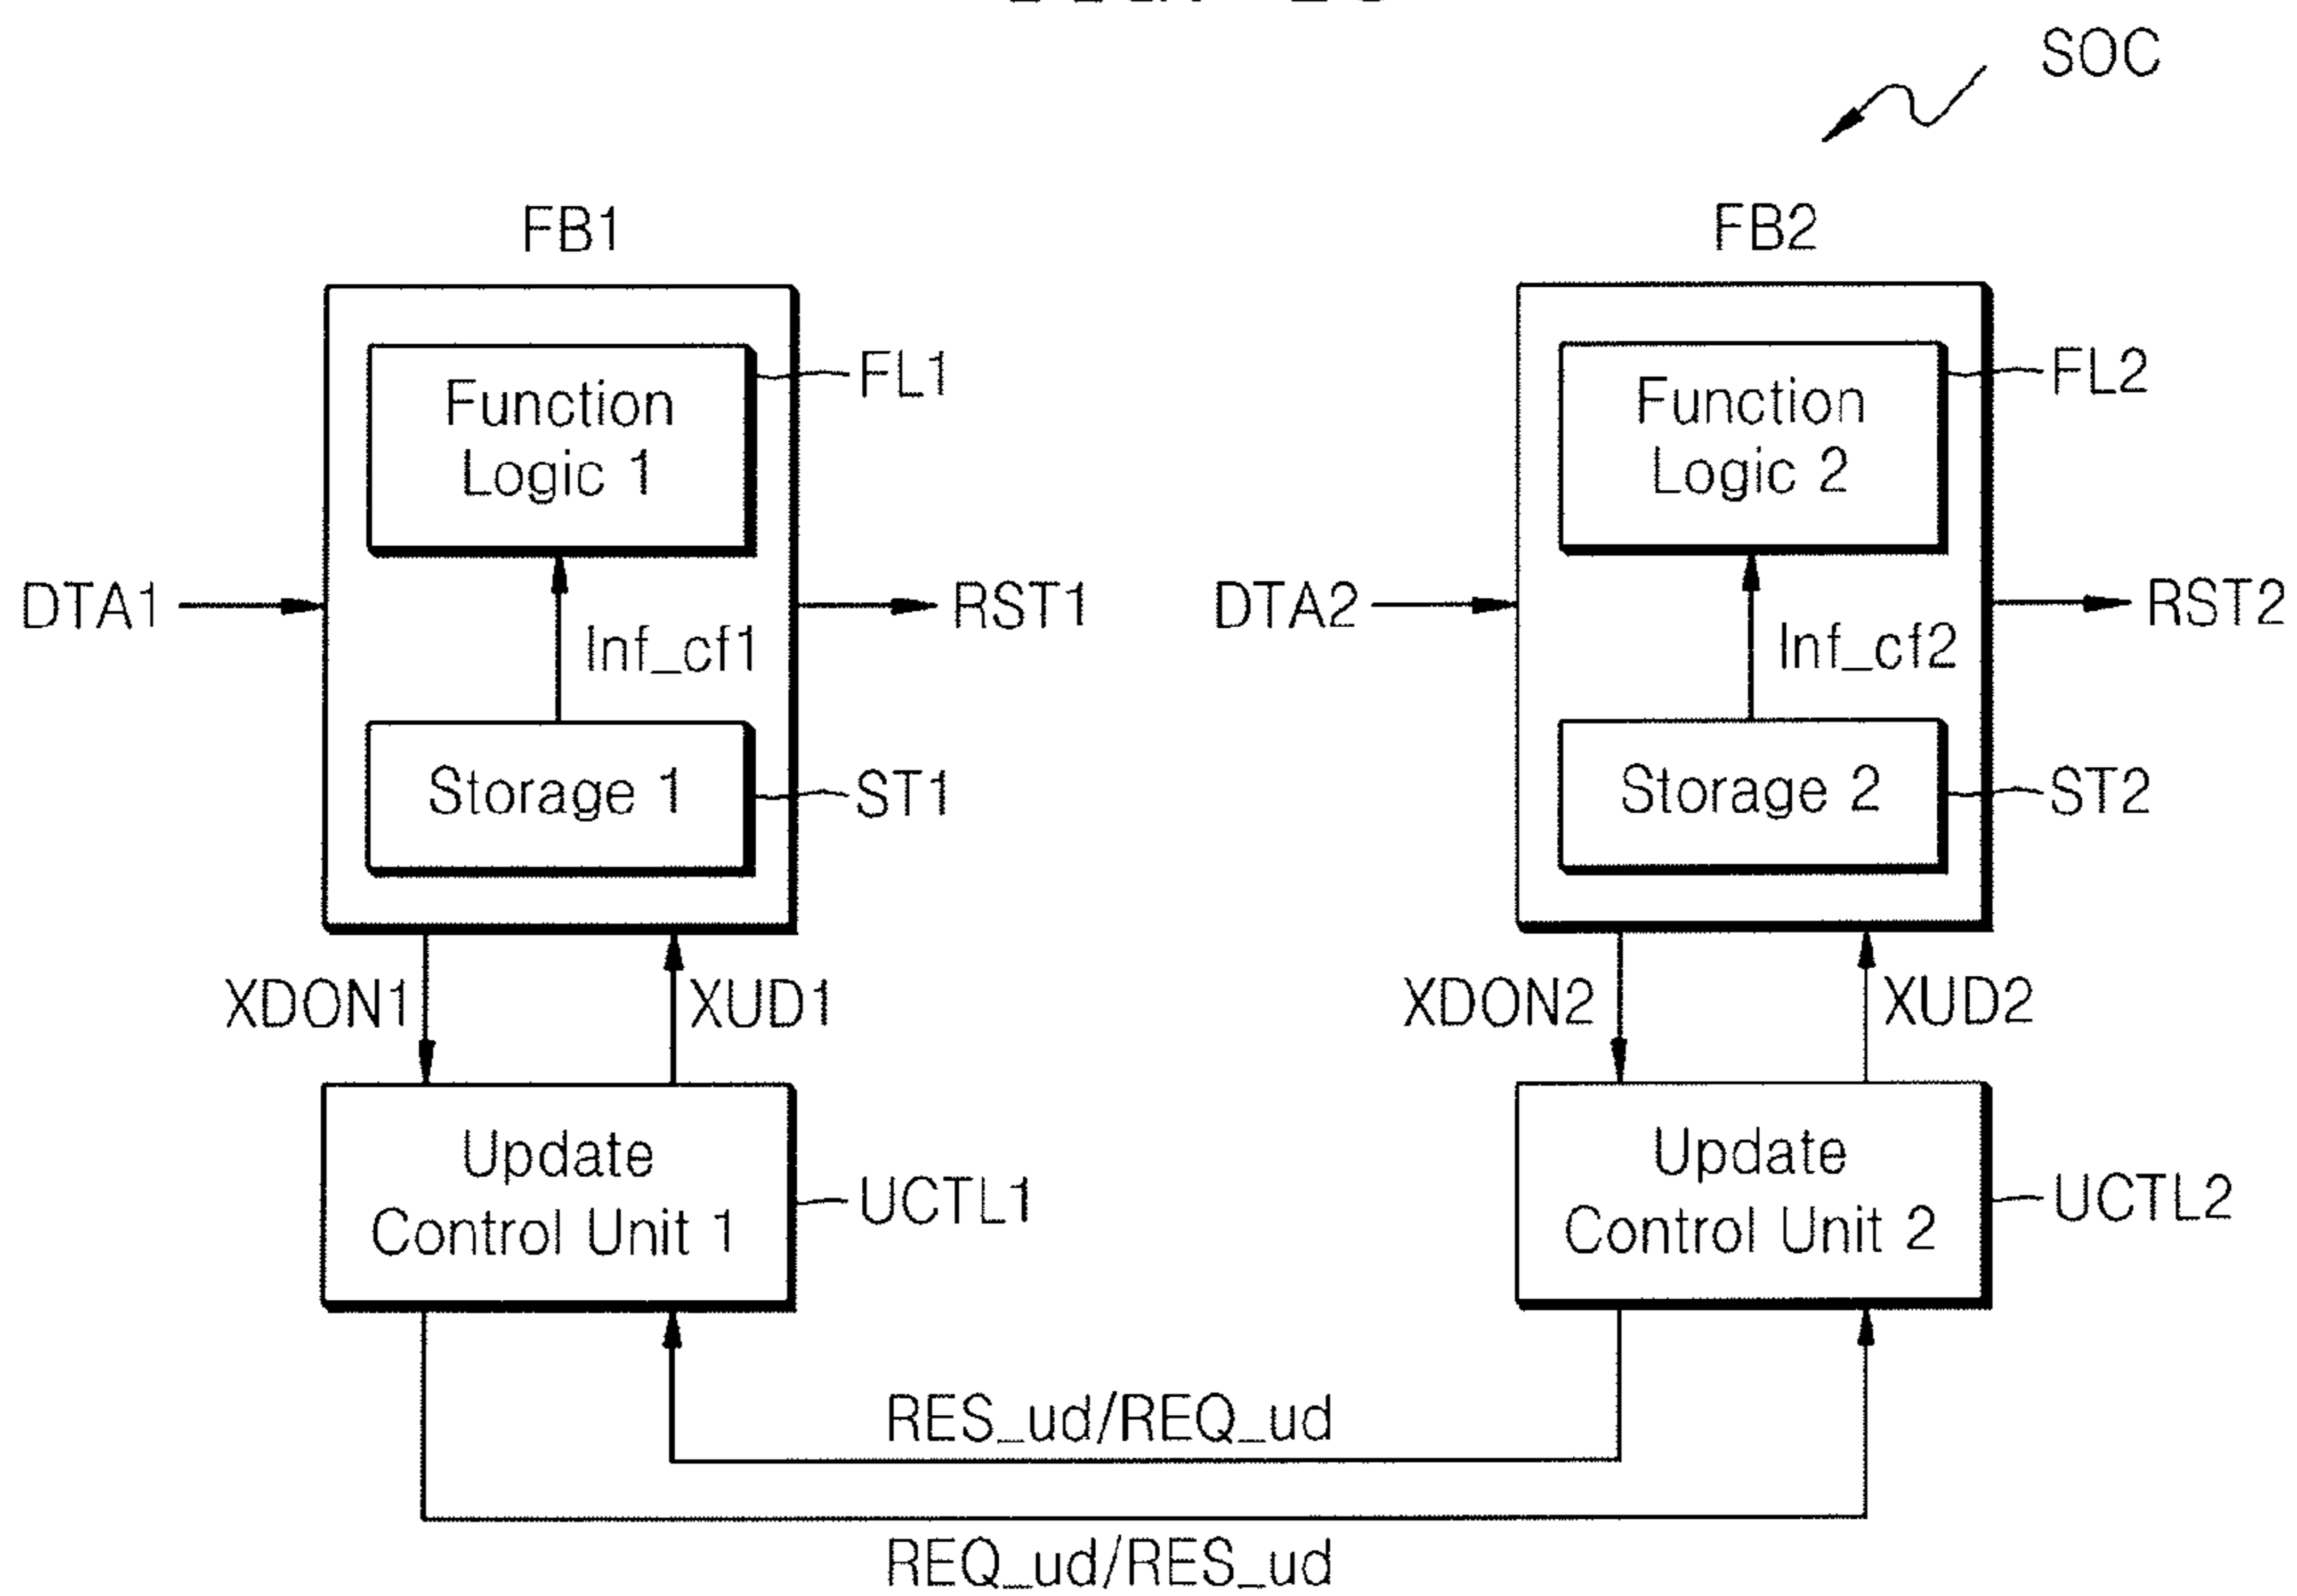 SOC
FB1
FB2
Function
Logic 1
FL1
Function
Logic 2
FL2
DTA1
RST1
DTA2
RST2
Inf_cf1
Inf_cf2
Storage 1
ST1
Storage 2
ST2
XDON1
XUD1
XDON2
XUD2
Update
Control Unit 1
UCTL1
Update
Control Unit 2
UCTL2
RES_ud/REQ_ud
REQ_ud/RES_ud